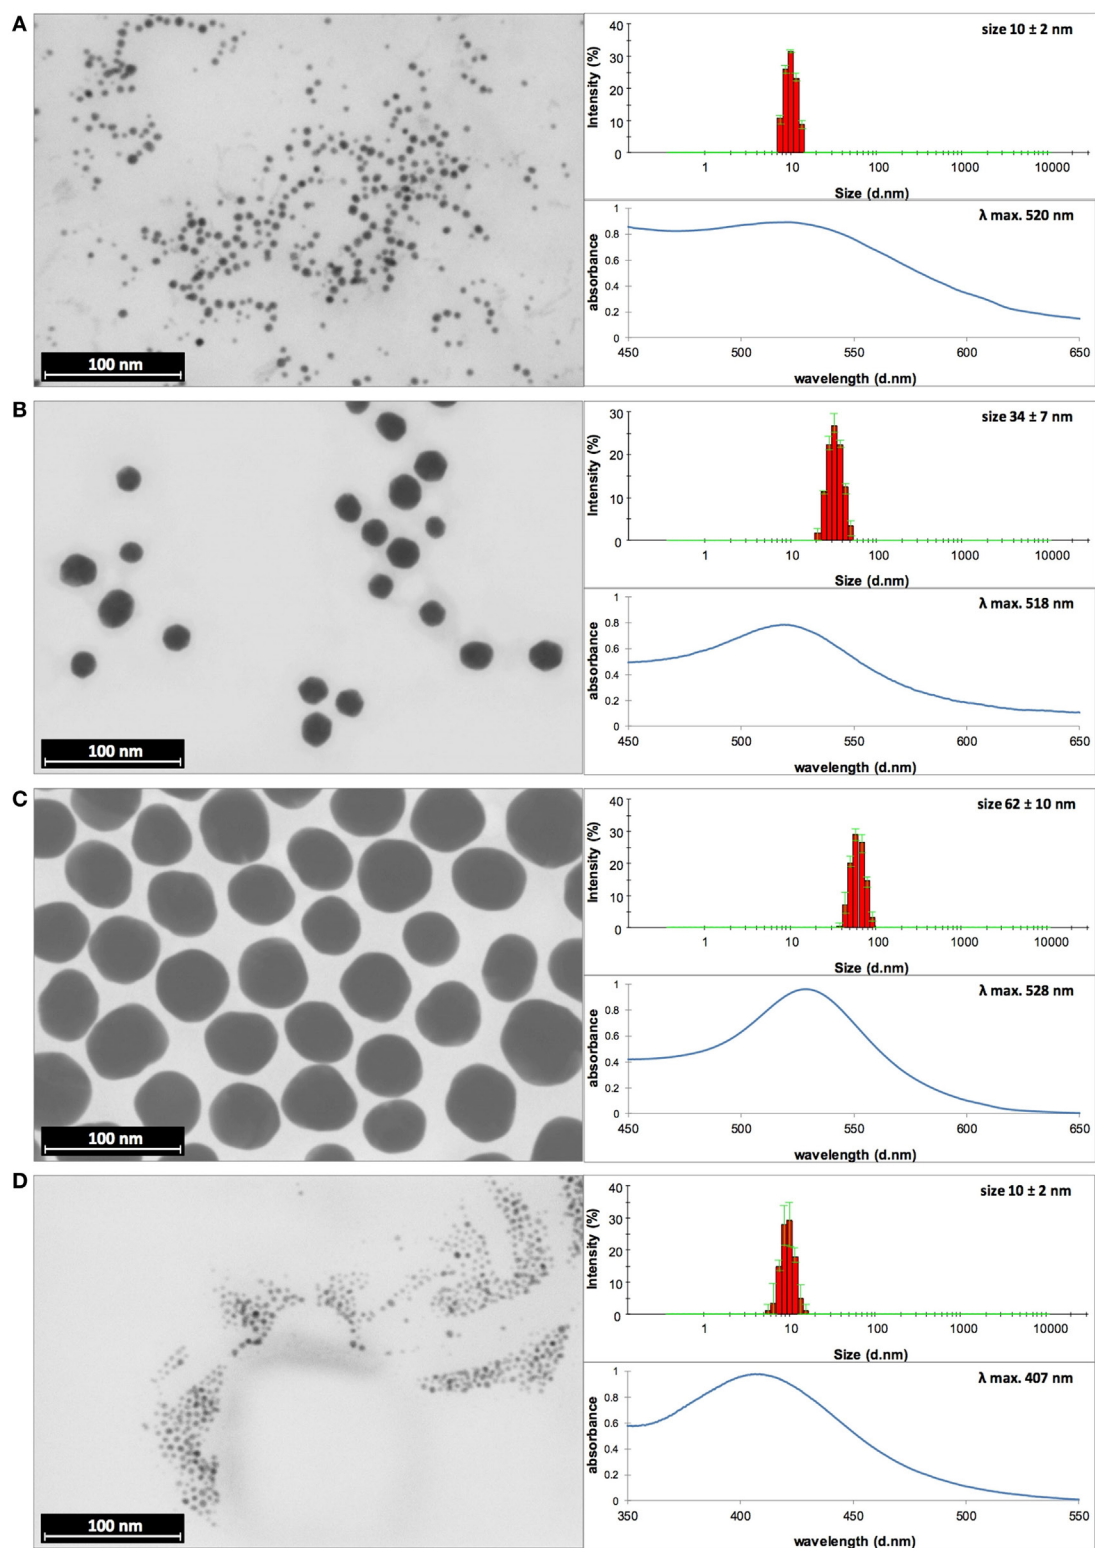 A
100 nm
size 10 ± 2 nm
Intensity (%)
40
30
20
10
0
1 10 100 1000 10000
Size (d.nm)
λ max. 520 nm
absorbance
1
0.8
0.6
0.4
0.2
0
450 500 550 600 650
wavelength (d.nm)
B
100 nm
size 34 ± 7 nm
Intensity (%)
30
20
10
0
1 10 100 1000 10000
Size (d.nm)
λ max. 518 nm
absorbance
1
0.8
0.6
0.4
0.2
0
450 500 550 600 650
wavelength (d.nm)
C
100 nm
size 62 ± 10 nm
Intensity (%)
40
30
20
10
0
1 10 100 1000 10000
Size (d.nm)
λ max. 528 nm
absorbance
1
0.8
0.6
0.4
0.2
0
450 500 550 600 650
wavelength (d.nm)
D
100 nm
size 10 ± 2 nm
Intensity (%)
40
30
20
10
0
1 10 100 1000 10000
Size (d.nm)
λ max. 407 nm
absorbance
1
0.8
0.6
0.4
0.2
0
350 400 450 500 550
wavelength (d.nm)